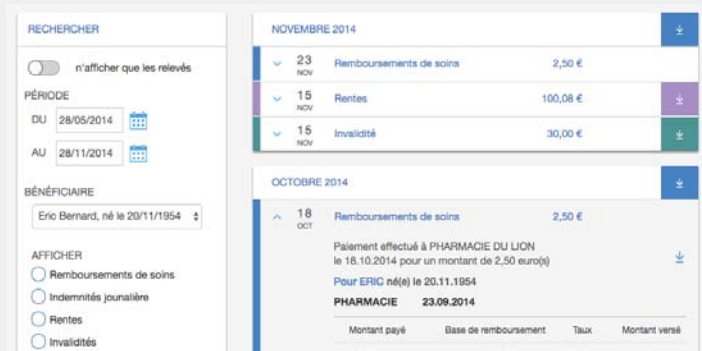 RECHERCHER
n'afficher que les relevés
PÉRIODE
DU 28/05/2014
AU 28/11/2014
BÉNÉFICIAIRE
Eric Bernard, né le 20/11/1954
AFFICHER
Remboursements de soins
Indemnités jounalière
Rentes
Invalidités
NOVEMBRE 2014
23 NOV Remboursements de soins 2,50 €
15 NOV Rentes 100,08 €
15 NOV Invalidité 30,00 €
OCTOBRE 2014
18 OCT Remboursements de soins 2,50 €
Paiement effectué à PHARMACIE DU LION
le 18.10.2014 pour un montant de 2,50 euro(s)
Pour ERIC né(e) le 20.11.1954
PHARMACIE 23.09.2014
Montant payé Base de remboursement Taux Montant versé